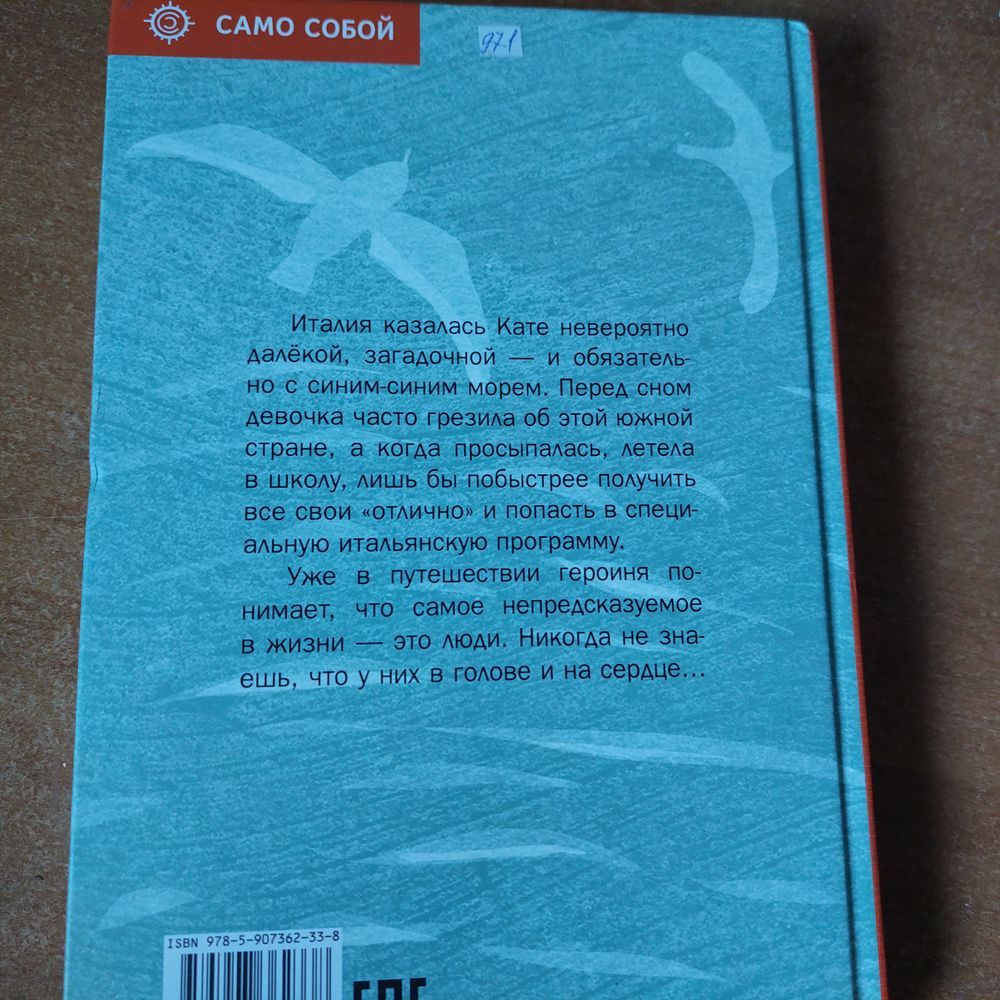 САМО СОБОЙ
971
Италия казалась Кате невероятно
далёкой, загадочной — и обязатель-
но с синим-синим морем. Перед сном
девочка часто грезила об этой южной
стране, а когда просыпалась, летела
в школу, лишь бы побыстрее получить
все свои «отлично» и попасть в специ-
альную итальянскую программу.
Уже в путешествии героиня по-
нимает, что самое непредсказуемое
в жизни — это люди. Никогда не зна-
ешь, что у них в голове и на сердце...
ISBN 978-5-907362-33-8